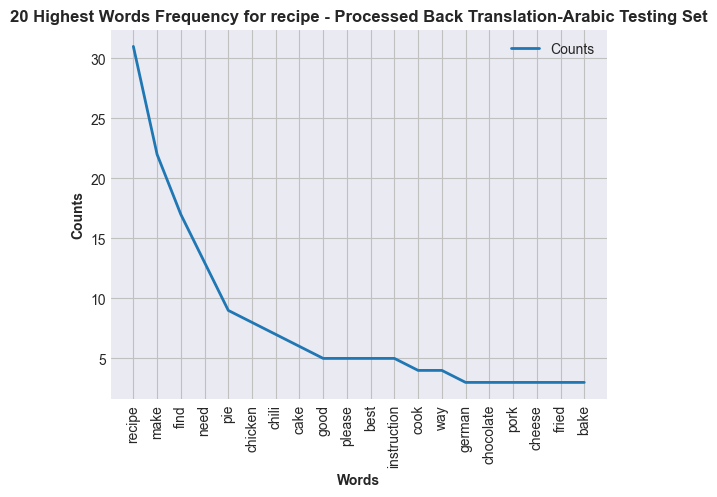 20 Highest Words Frequency for recipe - Processed Back Translation-Arabic Testing Set
Counts
Counts
30
25
20
15
10
5
recipe
make
find
need
pie
chicken
chili
cake
good
please
best
instruction
cook
way
german
chocolate
pork
cheese
fried
bake
Words